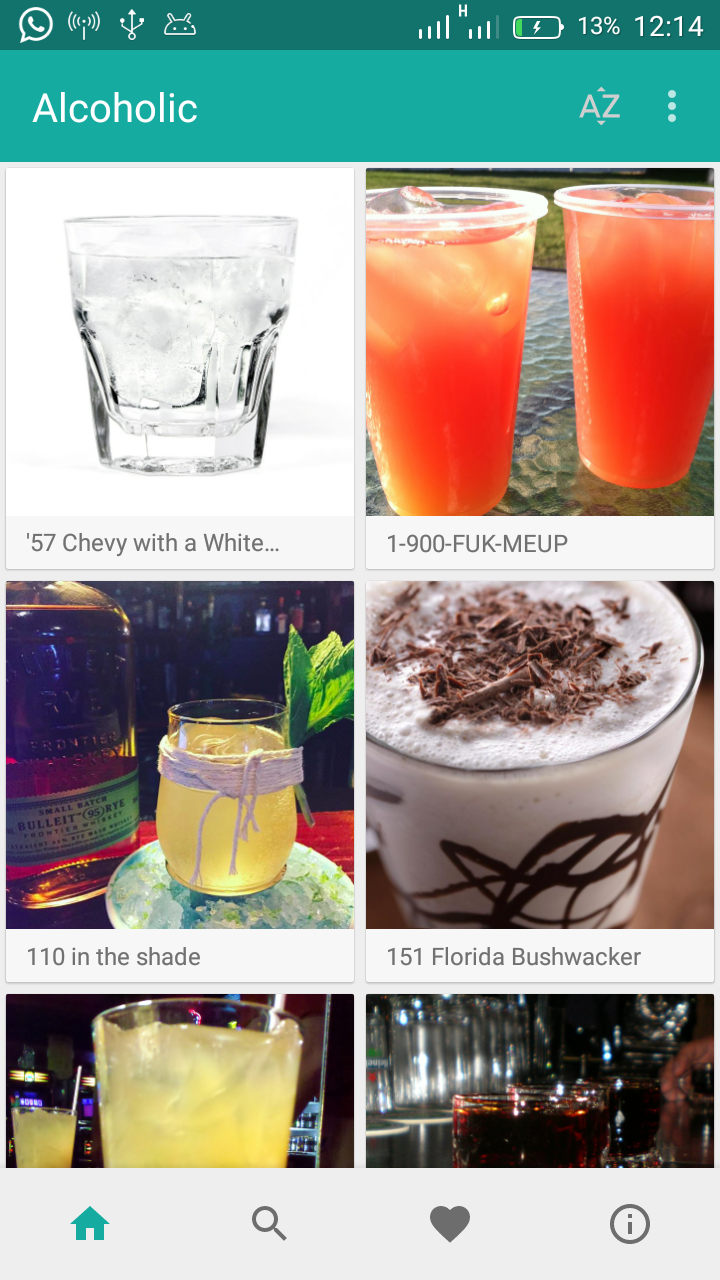 H
13% 12:14
Alcoholic
AZ
'57 Chevy with a White…
1-900-FUK-MEUP
BULLEIT
RYE
FRONTIER
WHISKEY
SMALL BATCH
BULLEIT 95 RYE
FRONTIER WHISKEY
110 in the shade
151 Florida Bushwacker